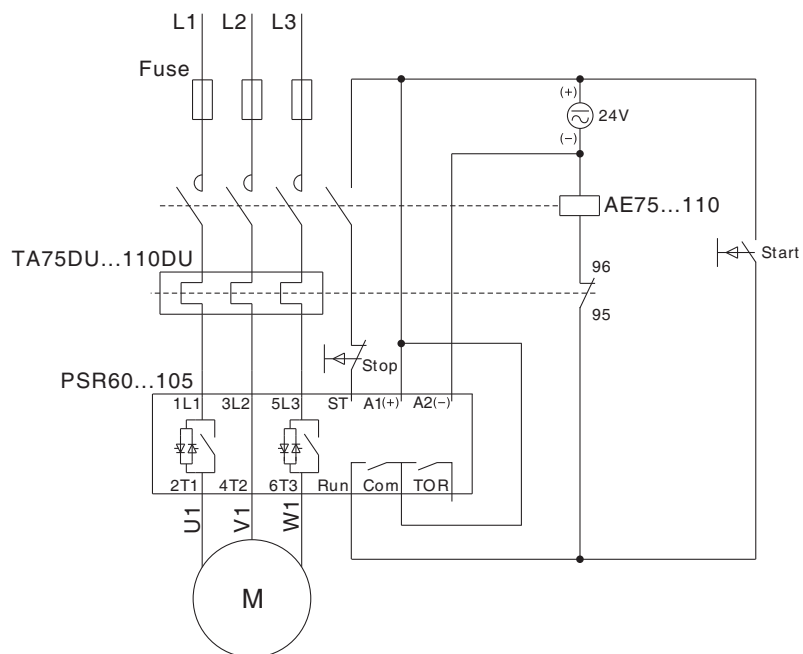 L1 L2 L3
Fuse
(+)
24V
(-)
AE75...110
TA75DU...110DU
Start
96
95
Stop
PSR60...105
1L1 3L2 5L3 ST A1(+) A2(-)
2T1 4T2 6T3 Run Com TOR
U1 V1 W1
M